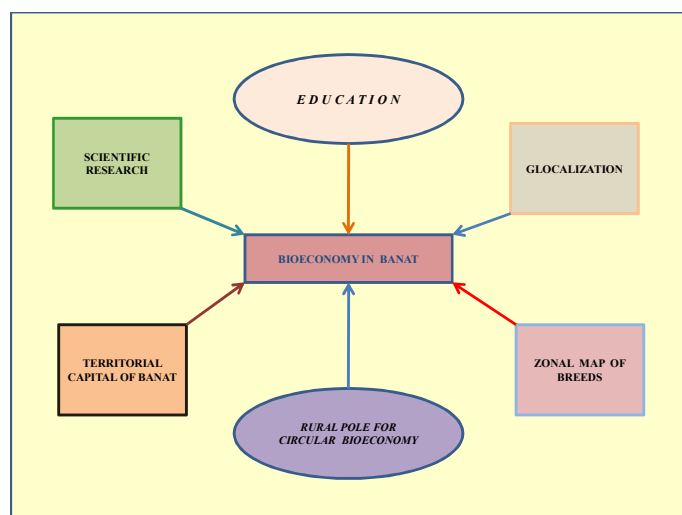 E D U C A T I O N
SCIENTIFIC
RESEARCH
GLOCALIZATION
BIOECONOMY IN BANAT
TERRITORIAL
CAPITAL OF BANAT
ZONAL MAP OF
BREEDS
RURAL POLE FOR
CIRCULAR BIOECONOMY